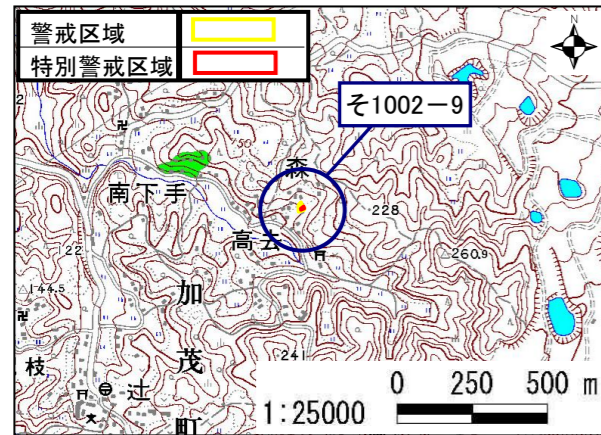 警戒区域
特別警戒区域
N
そ1002－9
森
南下手
228
高去
22
△260.9
△144.5
加
茂
町
241
枝
辻
0 250 500 m
1:25000